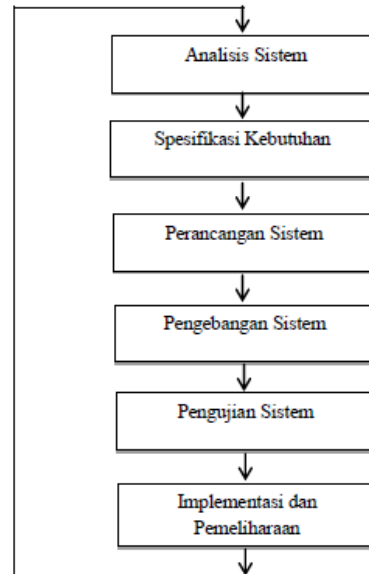 Analisis Sistem
Spesifikasi Kebutuhan
Perancangan Sistem
Pengebangan Sistem
Pengujian Sistem
Implementasi dan
Pemeliharaan